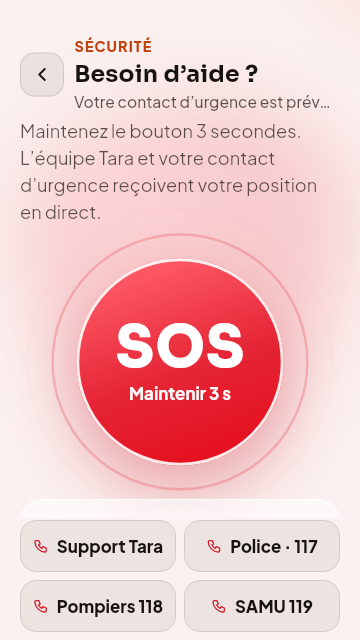 SÉCURITÉ
Besoin d’aide ?
Votre contact d’urgence est prév…
Maintenez le bouton 3 secondes.
L’équipe Tara et votre contact
d’urgence reçoivent votre position
en direct.
SOS
Maintenir 3 s
Support Tara
Police · 117
Pompiers 118
SAMU 119